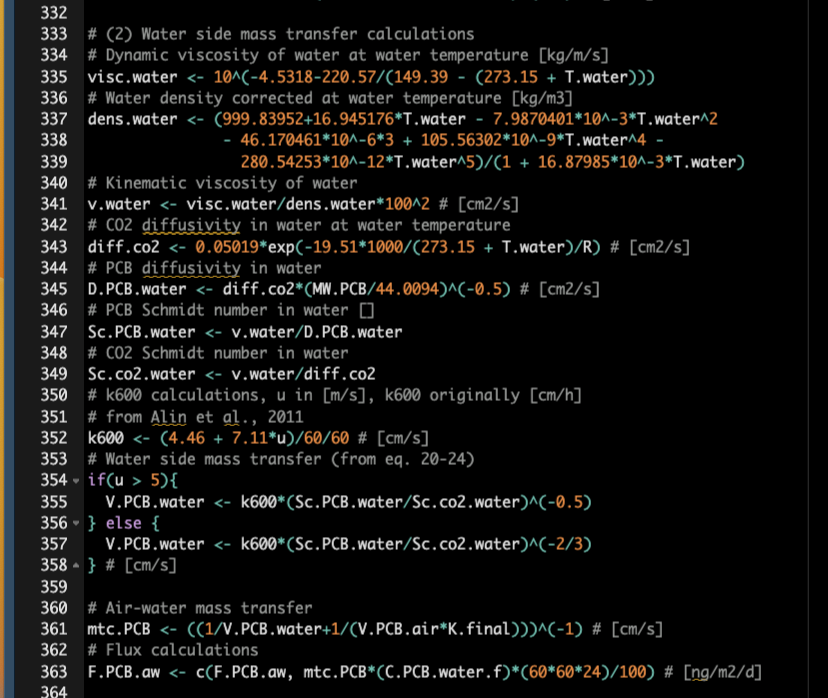 332
333 # (2) Water side mass transfer calculations
334 # Dynamic viscosity of water at water temperature [kg/m/s]
335 visc.water <- 10^(-4.5318-220.57/(149.39 - (273.15 + T.water)))
336 # Water density corrected at water temperature [kg/m3]
337 dens.water <- (999.83952+16.945176*T.water - 7.9870401*10^-3*T.water^2
338 - 46.170461*10^-6*3 + 105.56302*10^-9*T.water^4 -
339 280.54253*10^-12*T.water^5)/(1 + 16.87985*10^-3*T.water)
340 # Kinematic viscosity of water
341 v.water <- visc.water/dens.water*100^2 # [cm2/s]
342 # CO2 diffusivity in water at water temperature
343 diff.co2 <- 0.05019*exp(-19.51*1000/(273.15 + T.water)/R) # [cm2/s]
344 # PCB diffusivity in water
345 D.PCB.water <- diff.co2*(MW.PCB/44.0094)^(-0.5) # [cm2/s]
346 # PCB Schmidt number in water []
347 Sc.PCB.water <- v.water/D.PCB.water
348 # CO2 Schmidt number in water
349 Sc.co2.water <- v.water/diff.co2
350 # k600 calculations, u in [m/s], k600 originally [cm/h]
351 # from Alin et al., 2011
352 k600 <- (4.46 + 7.11*u)/60/60 # [cm/s]
353 # Water side mass transfer (from eq. 20-24)
354 if(u > 5){
355 V.PCB.water <- k600*(Sc.PCB.water/Sc.co2.water)^(-0.5)
356 } else {
357 V.PCB.water <- k600*(Sc.PCB.water/Sc.co2.water)^(-2/3)
358 } # [cm/s]
359
360 # Air-water mass transfer
361 mtc.PCB <- ((1/V.PCB.water+1/(V.PCB.air*K.final)))^(-1) # [cm/s]
362 # Flux calculations
363 F.PCB.aw <- c(F.PCB.aw, mtc.PCB*(C.PCB.water.f)*(60*60*24)/100) # [ng/m2/d]
364